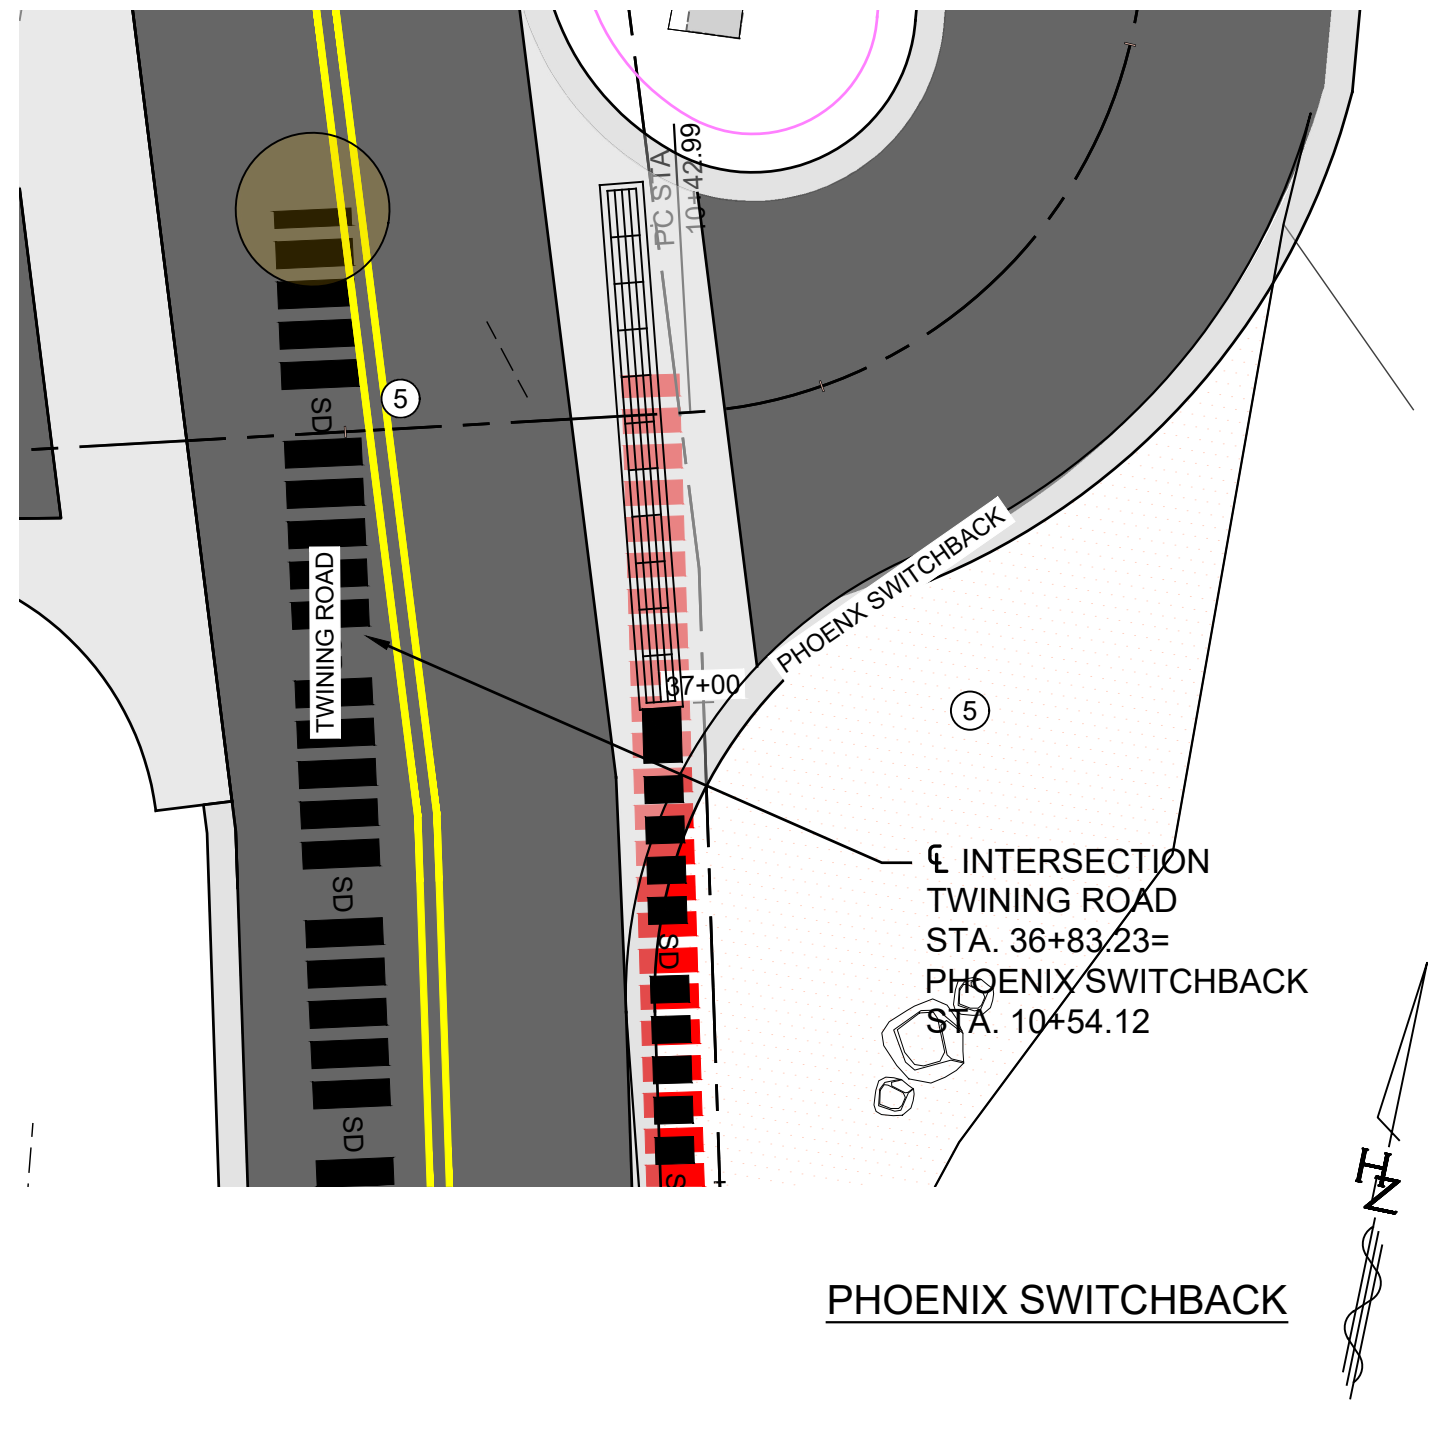 PC STA
10+42.99
SD
5
TWINING ROAD
PHOENX SWITCHBACK
37+00
5
SD
SD
SD
S
℄ INTERSECTION
TWINING ROAD
STA. 36+83.23=
PHOENIX SWITCHBACK
STA. 10+54.12
N
PHOENIX SWITCHBACK